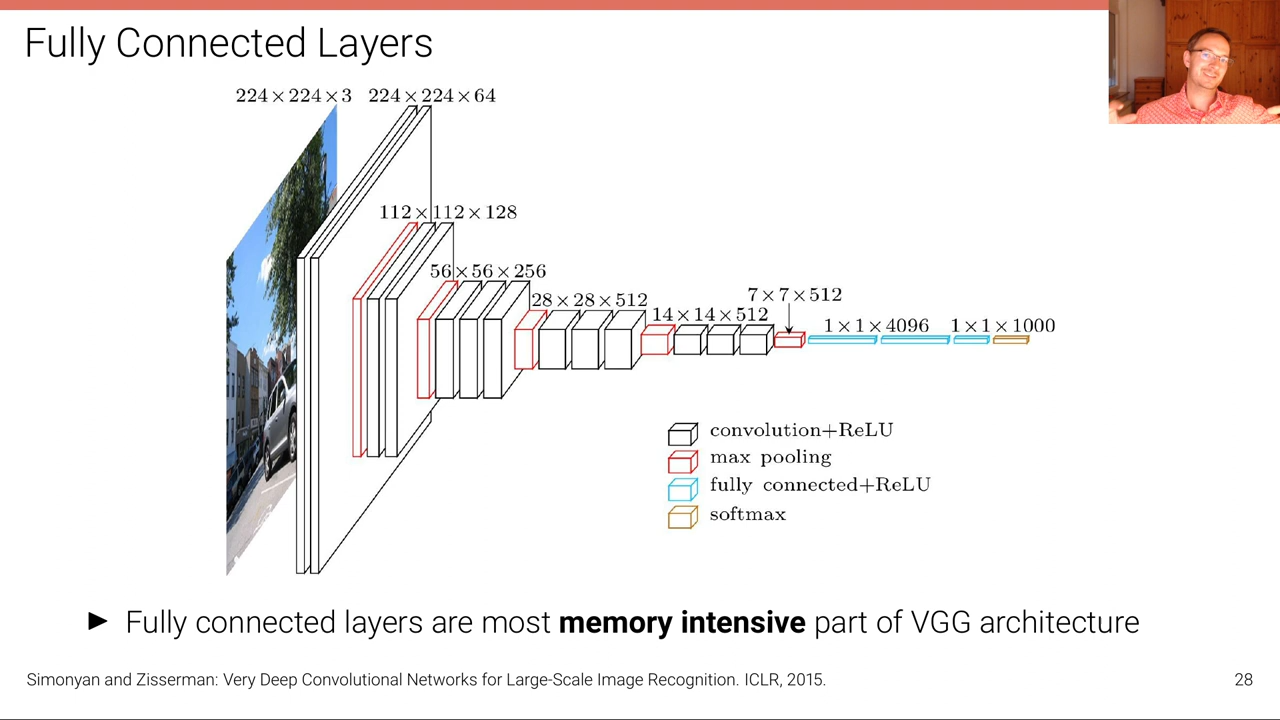 Fully Connected Layers
224×224×3 224×224×64
112×112×128
56×56×256
28×28×512
14×14×512
7×7×512
1×1×4096 1×1×1000
convolution+ReLU
max pooling
fully connected+ReLU
softmax
► Fully connected layers are most memory intensive part of VGG architecture
Simonyan and Zisserman: Very Deep Convolutional Networks for Large-Scale Image Recognition. ICLR, 2015.
28